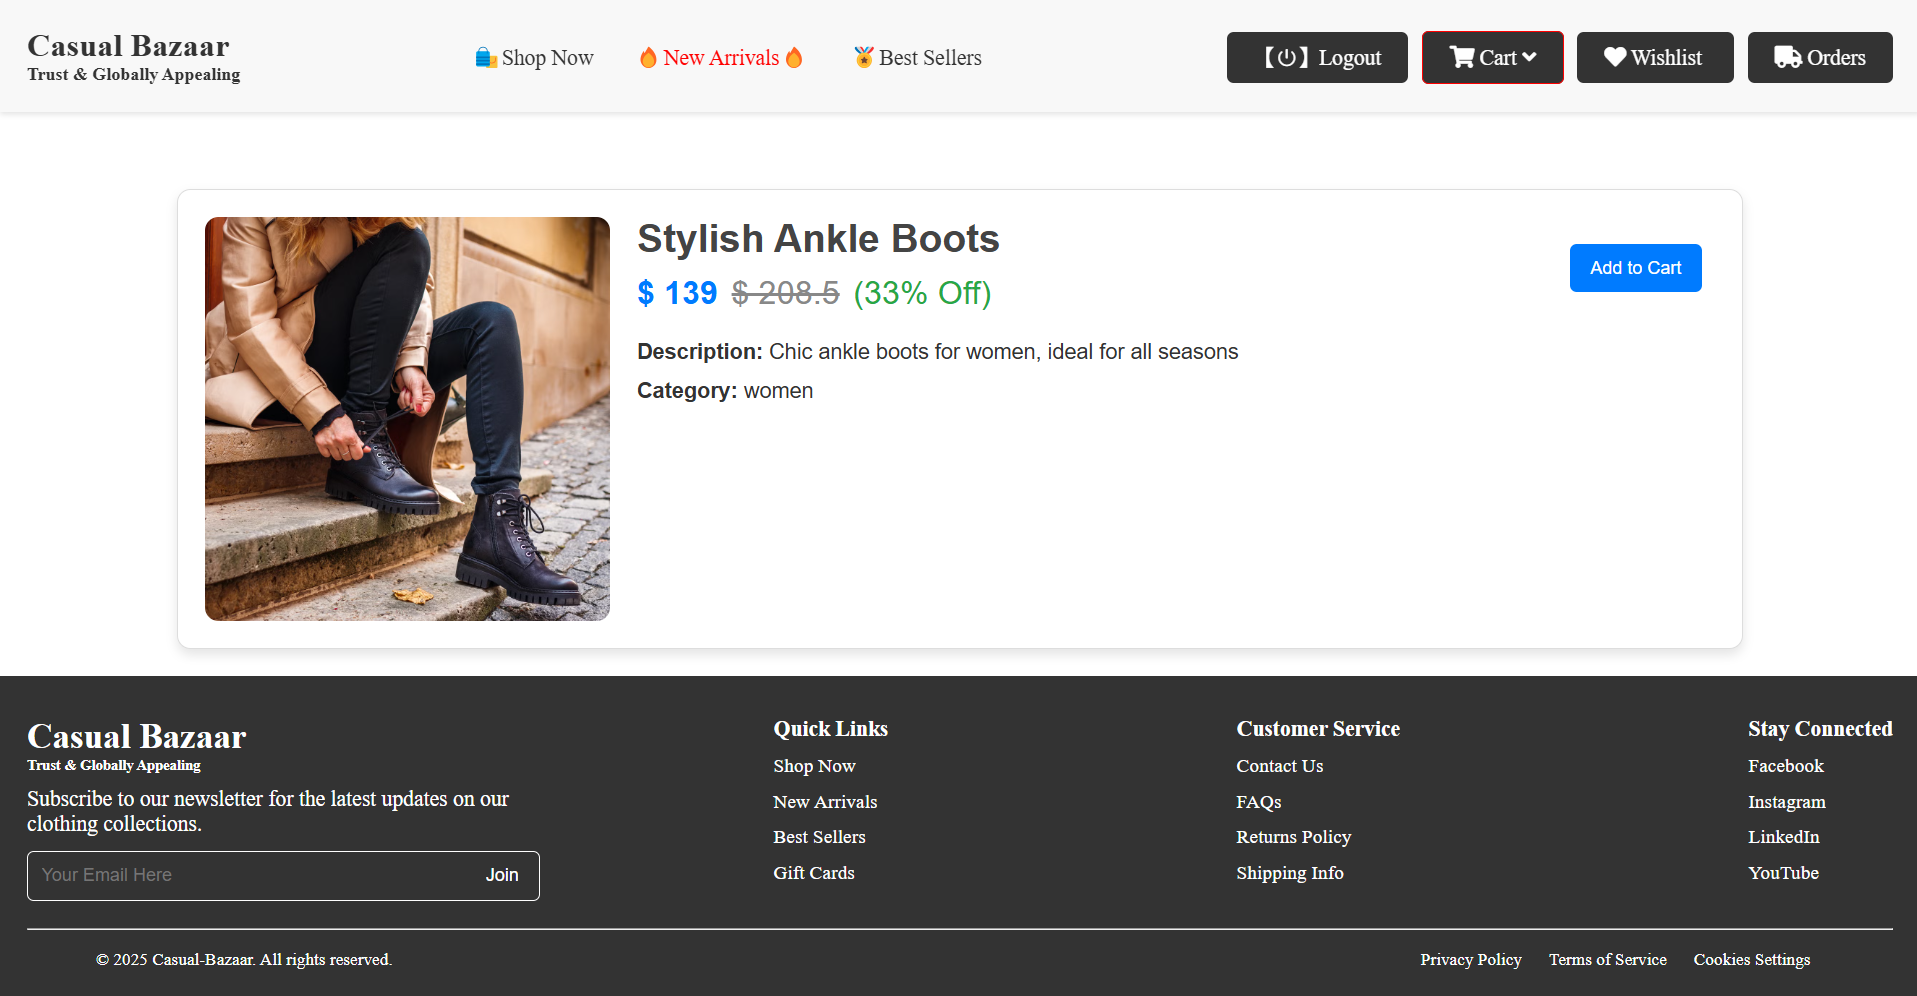 Casual Bazaar
Trust & Globally Appealing
Shop Now
New Arrivals
Best Sellers
【⏻】Logout
Cart
Wishlist
Orders
Stylish Ankle Boots
$ 139 $ 208.5 (33% Off)
Add to Cart
Description: Chic ankle boots for women, ideal for all seasons
Category: women
Casual Bazaar
Trust & Globally Appealing
Subscribe to our newsletter for the latest updates on our
clothing collections.
Your Email Here
Join
Quick Links
Shop Now
New Arrivals
Best Sellers
Gift Cards
Customer Service
Contact Us
FAQs
Returns Policy
Shipping Info
Stay Connected
Facebook
Instagram
LinkedIn
YouTube
© 2025 Casual-Bazaar. All rights reserved.
Privacy Policy
Terms of Service
Cookies Settings